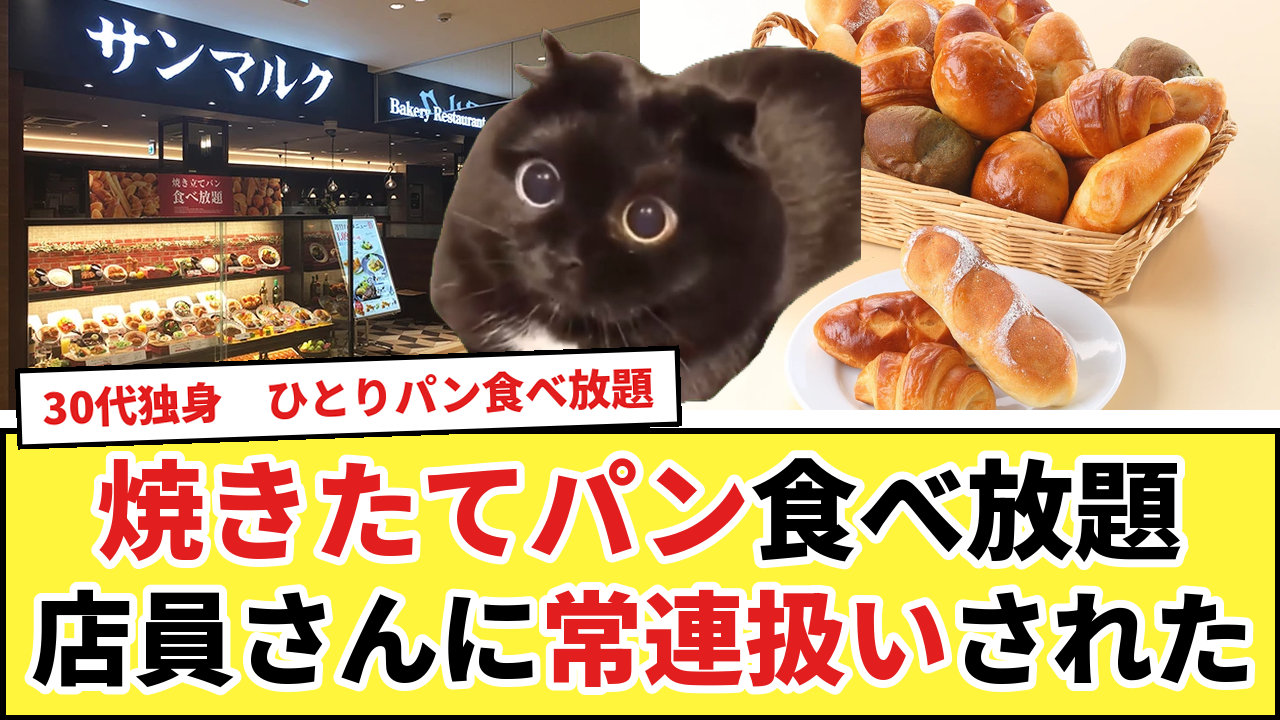 サンマルク
Bakery Restaurant
焼き立てパン
食べ放題
30代独身 ひとりパン食べ放題
焼きたてパン食べ放題
店員さんに常連扱いされた